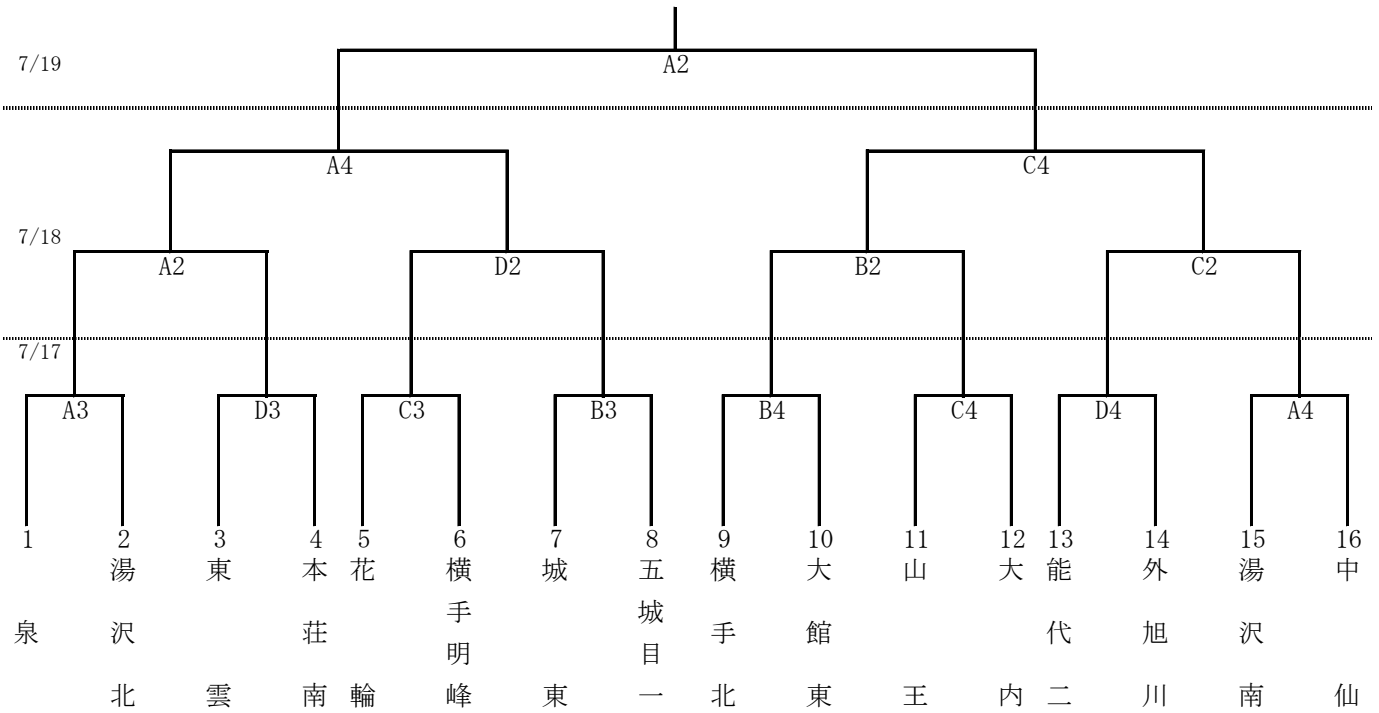 7/19
A2
A4
C4
7/18
A2
D2
B2
C2
7/17
A3
D3
C3
B3
B4
C4
D4
A4
1
2
3
4
5
6
7
8
9
10
11
12
13
14
15
16
泉
湯沢北
東雲
本荘南
花輪
横手明峰
城東
五城目一
横手北
大館東
山王
大内
能代二
外旭川
湯沢南
中仙